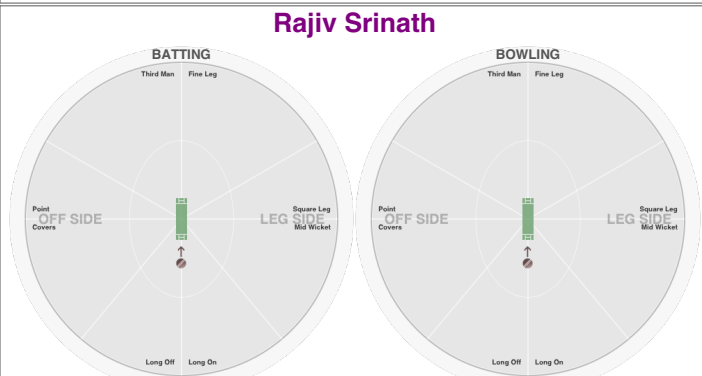 Rajiv Srinath
BATTING
Third Man Fine Leg
Point
OFF SIDE
Covers
Square Leg
LEG SIDE
Mid Wicket
Long Off Long On
BOWLING
Third Man Fine Leg
Point
OFF SIDE
Covers
Square Leg
LEG SIDE
Mid Wicket
Long Off Long On